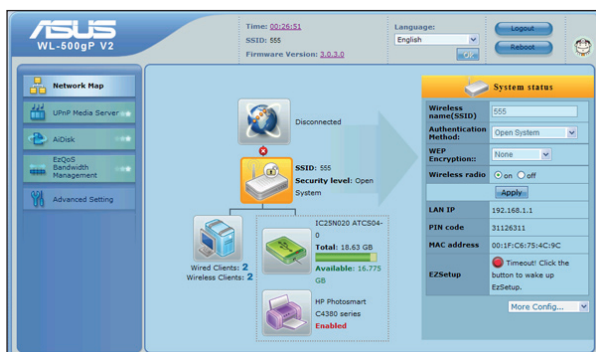 ASUS
WL-500gP V2
Time: 00:26:51
SSID: 555
Firmware Version: 3.0.3.0
Language:
English
OK
Logout
Reboot
Network Map
UPnP Media Server
AiDisk
EzQoS
Bandwidth
Management
Advanced Setting
Disconnected
SSID: 555
Security level: Open
System
Wired Clients: 2
Wireless Clients: 2
IC25N020 ATCS04-
0
Total: 18.63 GB
Available: 16.775
GB
HP Photosmart
C4380 series
Enabled
System status
Wireless
name(SSID)
555
Authentication
Method:
Open System
WEP
Encryption::
None
Wireless radio
on off
Apply
LAN IP
192.168.1.1
PIN code
31126311
MAC address
00:1F:C6:75:4C:9C
EZSetup
Timeout! Click the
button to wake up
EzSetup.
More Config...